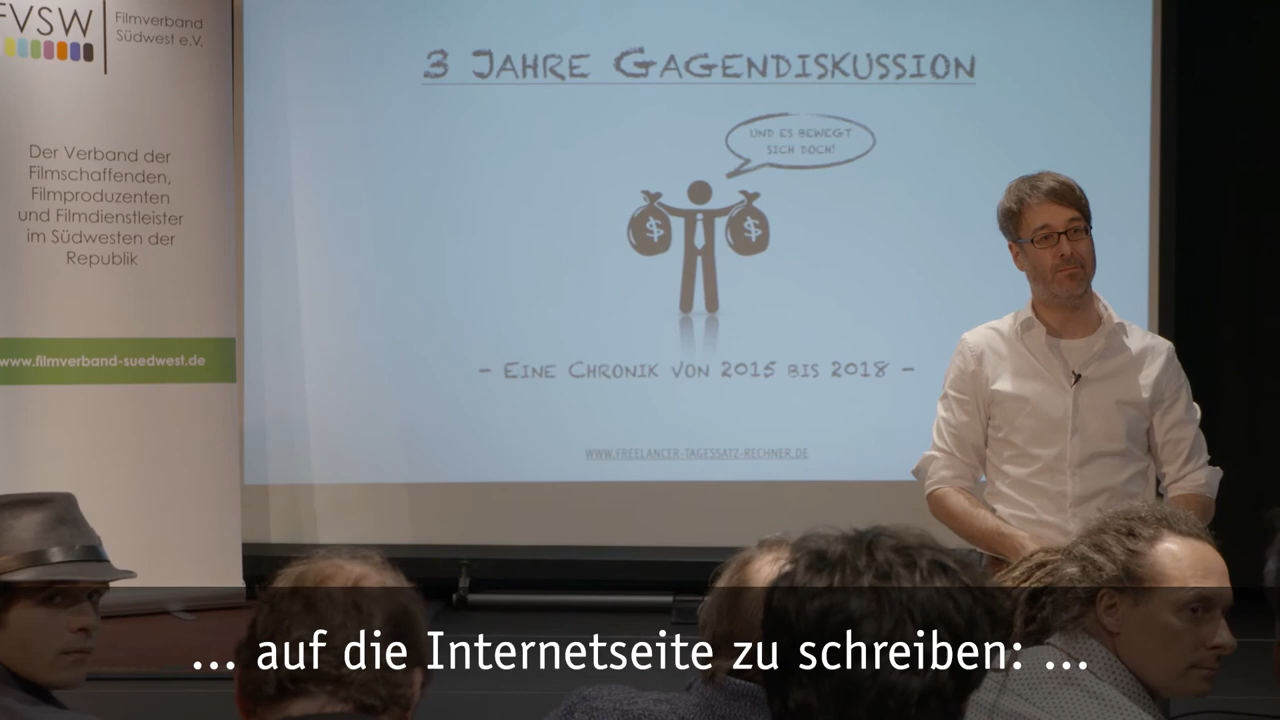 FVSW
Filmverband
Südwest e.V.
Der Verband der
Filmschaffenden,
Filmproduzenten
und Filmdienstleister
im Südwesten der
Republik
www.filmverband-suedwest.de
3 JAHRE GAGENDISKUSSION
UND ES BEWEGT
SICH DOCH!
$ $
- EINE CHRONIK VON 2015 BIS 2018 -
WWW.FREELANCER-TAGESSATZ-RECHNER.DE
... auf die Internetseite zu schreiben: ...